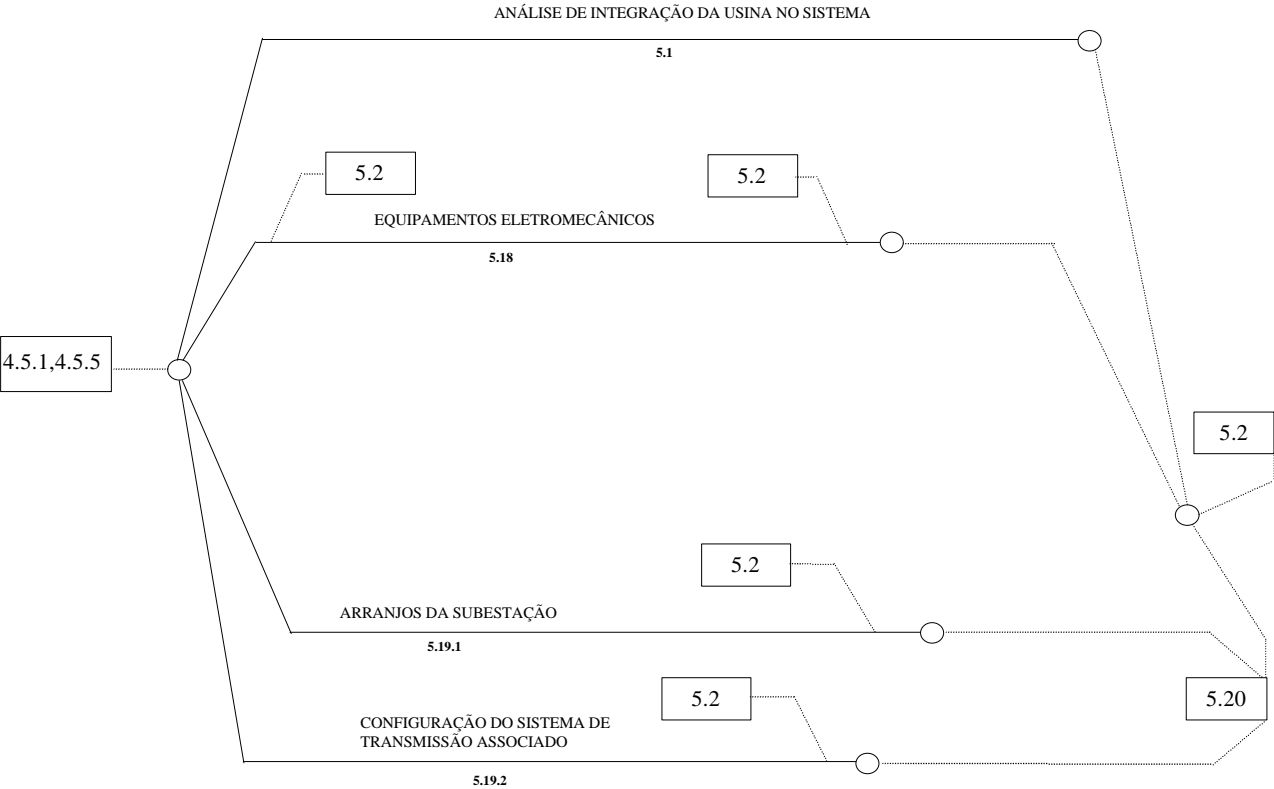 ANÁLISE DE INTEGRAÇÃO DA USINA NO SISTEMA
5.1
5.2
5.2
EQUIPAMENTOS ELETROMECÂNICOS
5.18
4.5.1,4.5.5
5.2
5.2
ARRANJOS DA SUBESTAÇÃO
5.19.1
5.2
5.20
CONFIGURAÇÃO DO SISTEMA DE
TRANSMISSÃO ASSOCIADO
5.19.2